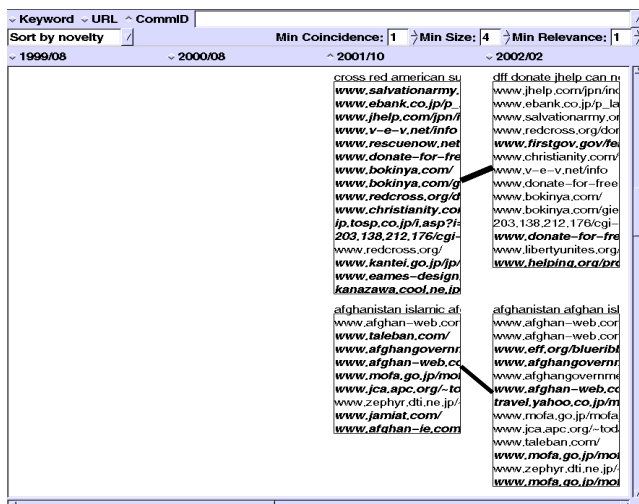 Keyword URL CommID
Sort by novelty Min Coincidence: 1 Min Size: 4 Min Relevance: 1
1999/08 2000/08 2001/10 2002/02
cross red american su
www.salvationarmy.
www.ebank.co.jp/p_
www.jhelp.com/jpn/i
www.v-e-v.net/info
www.rescuenow.net
www.donate-for-fre
www.bokinya.com/
www.bokinya.com/g
www.redcross.org/d
www.christianity.co
ip.tosp.co.jp/i.asp?i=
203.138.212.176/cgi-
www.redcross.org/
www.kantei.go.jp/jp/
www.eames-design.
kanazawa.cool.ne.jp
dff donate jhelp can n
www.jhelp.com/jpn/inc
www.ebank.co.jp/p_la
www.salvationarmy.or
www.redcross.org/dor
www.firstgov.gov/fe
www.christianity.com/
www.v-e-v.net/info
www.donate-for-free
www.bokinya.com/
www.bokinya.com/gie
203.138.212.176/cgi-
www.donate-for-fre
www.libertyunites.org/
www.helping.org/pro
afghanistan islamic af
www.afghan-web.cor
www.taleban.com/
www.afghangovernr
www.afghan-web.co
www.mofa.go.jp/mo
www.jca.apc.org/~to
www.zephyr.dti.ne.jp/
www.jamiat.com/
www.afghan-ie.com
afghanistan afghan isl
www.afghan-web.cor
www.afghan-web.cor
www.eff.org/blueribl
www.afghangovernr
www.afghangovernme
www.afghan-web.co
travel.yahoo.co.jp/m
www.mofa.go.jp/mofa
www.jca.apc.org/~tod
www.taleban.com/
www.mofa.go.jp/mo
www.zephyr.dti.ne.jp/
www.mofa.go.jp/mo